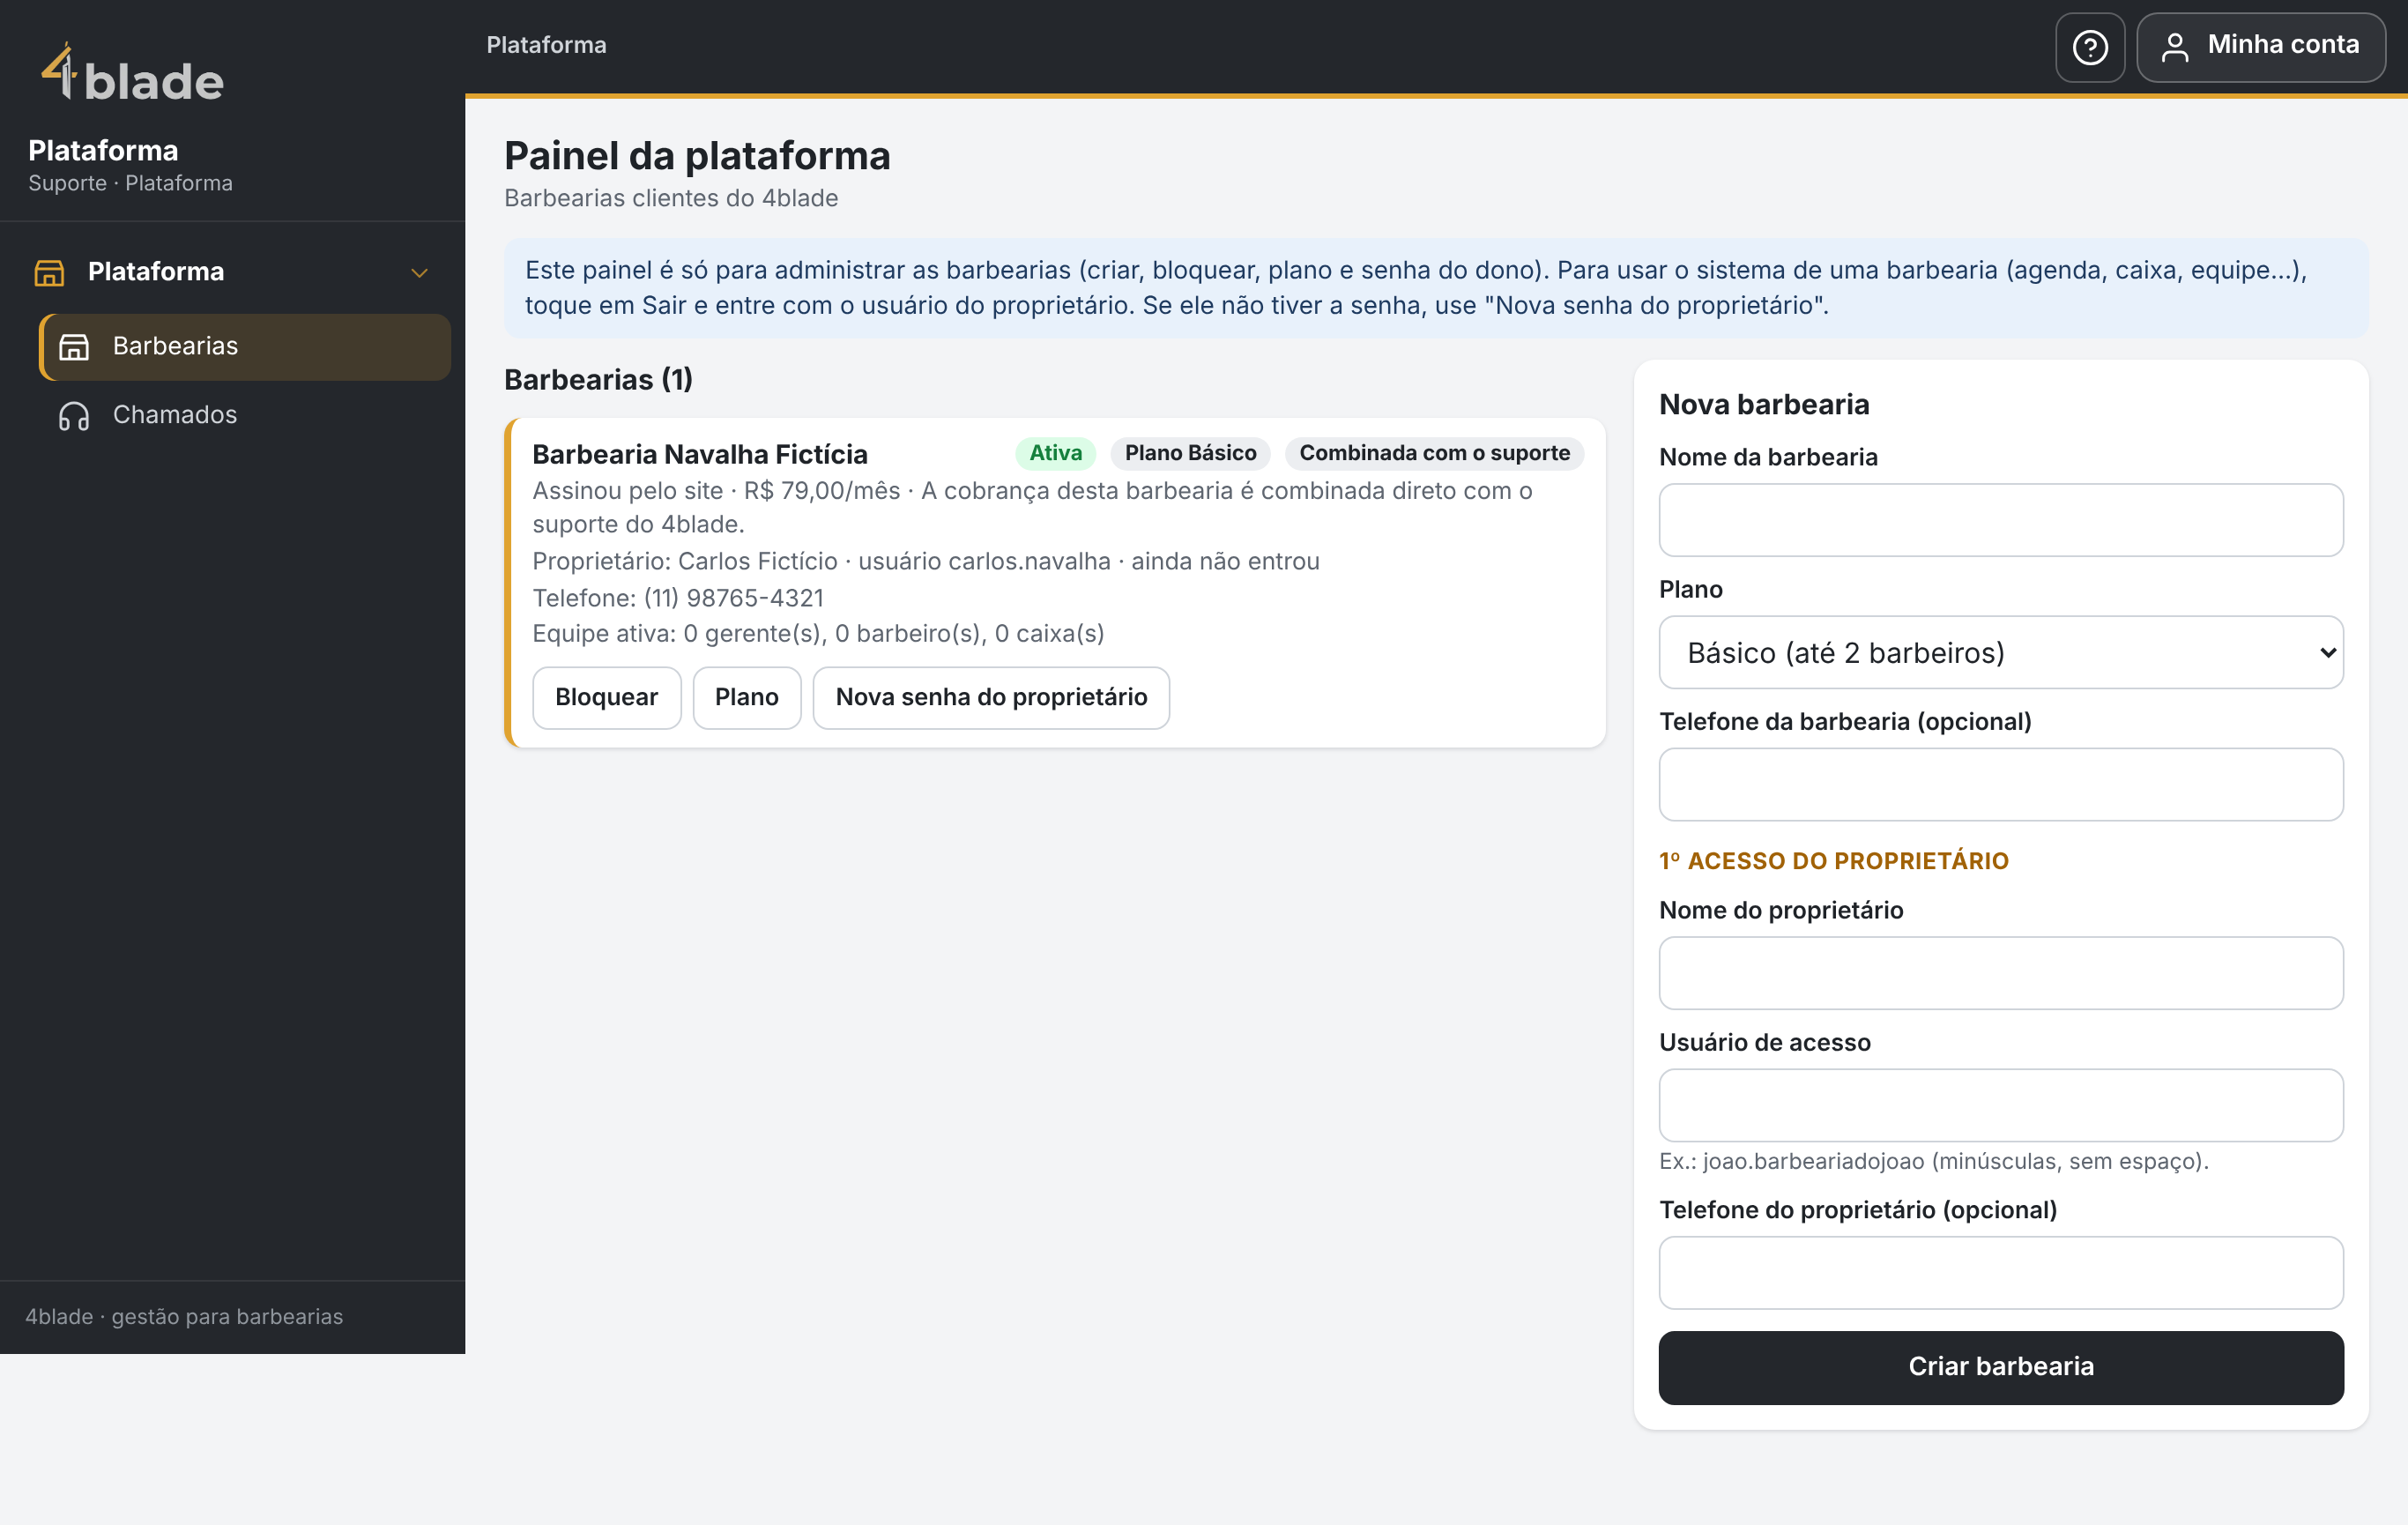 4blade
Plataforma
Suporte · Plataforma
Plataforma
Barbearias
Chamados
4blade · gestão para barbearias
Plataforma
Minha conta
Painel da plataforma
Barbearias clientes do 4blade
Este painel é só para administrar as barbearias (criar, bloquear, plano e senha do dono). Para usar o sistema de uma barbearia (agenda, caixa, equipe...),
toque em Sair e entre com o usuário do proprietário. Se ele não tiver a senha, use "Nova senha do proprietário".
Barbearias (1)
Barbearia Navalha Fictícia Ativa Plano Básico Combinada com o suporte
Assinou pelo site · R$ 79,00/mês · A cobrança desta barbearia é combinada direto com o
suporte do 4blade.
Proprietário: Carlos Fictício · usuário carlos.navalha · ainda não entrou
Telefone: (11) 98765-4321
Equipe ativa: 0 gerente(s), 0 barbeiro(s), 0 caixa(s)
Bloquear Plano Nova senha do proprietário
Nova barbearia
Nome da barbearia
Plano
Básico (até 2 barbeiros)
Telefone da barbearia (opcional)
1º ACESSO DO PROPRIETÁRIO
Nome do proprietário
Usuário de acesso
Ex.: joao.barbeariadojoao (minúsculas, sem espaço).
Telefone do proprietário (opcional)
Criar barbearia